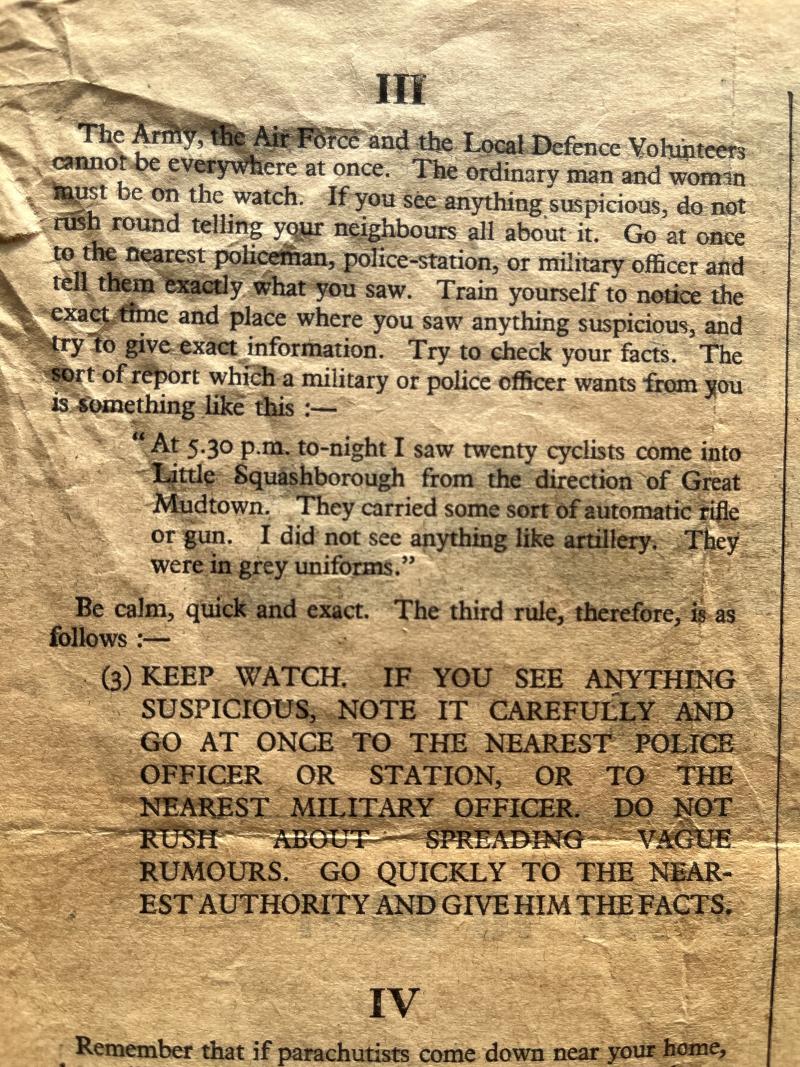 III
The Army, the Air Force and the Local Defence Volunteers
cannot be everywhere at once. The ordinary man and woman
must be on the watch. If you see anything suspicious, do not
rush round telling your neighbours all about it. Go at once
to the nearest policeman, police-station, or military officer and
tell them exactly what you saw. Train yourself to notice the
exact time and place where you saw anything suspicious, and
try to give exact information. Try to check your facts. The
sort of report which a military or police officer wants from you
is something like this :—
“ At 5.30 p.m. to-night I saw twenty cyclists come into
Little Squashborough from the direction of Great
Mudtown. They carried some sort of automatic rifle
or gun. I did not see anything like artillery. They
were in grey uniforms.”
Be calm, quick and exact. The third rule, therefore, is as
follows :—
(3) KEEP WATCH. IF YOU SEE ANYTHING
SUSPICIOUS, NOTE IT CAREFULLY AND
GO AT ONCE TO THE NEAREST POLICE
OFFICER OR STATION, OR TO THE
NEAREST MILITARY OFFICER. DO NOT
RUSH ABOUT SPREADING VAGUE
RUMOURS. GO QUICKLY TO THE NEAR-
EST AUTHORITY AND GIVE HIM THE FACTS.
IV
Remember that if parachutists come down near your home,